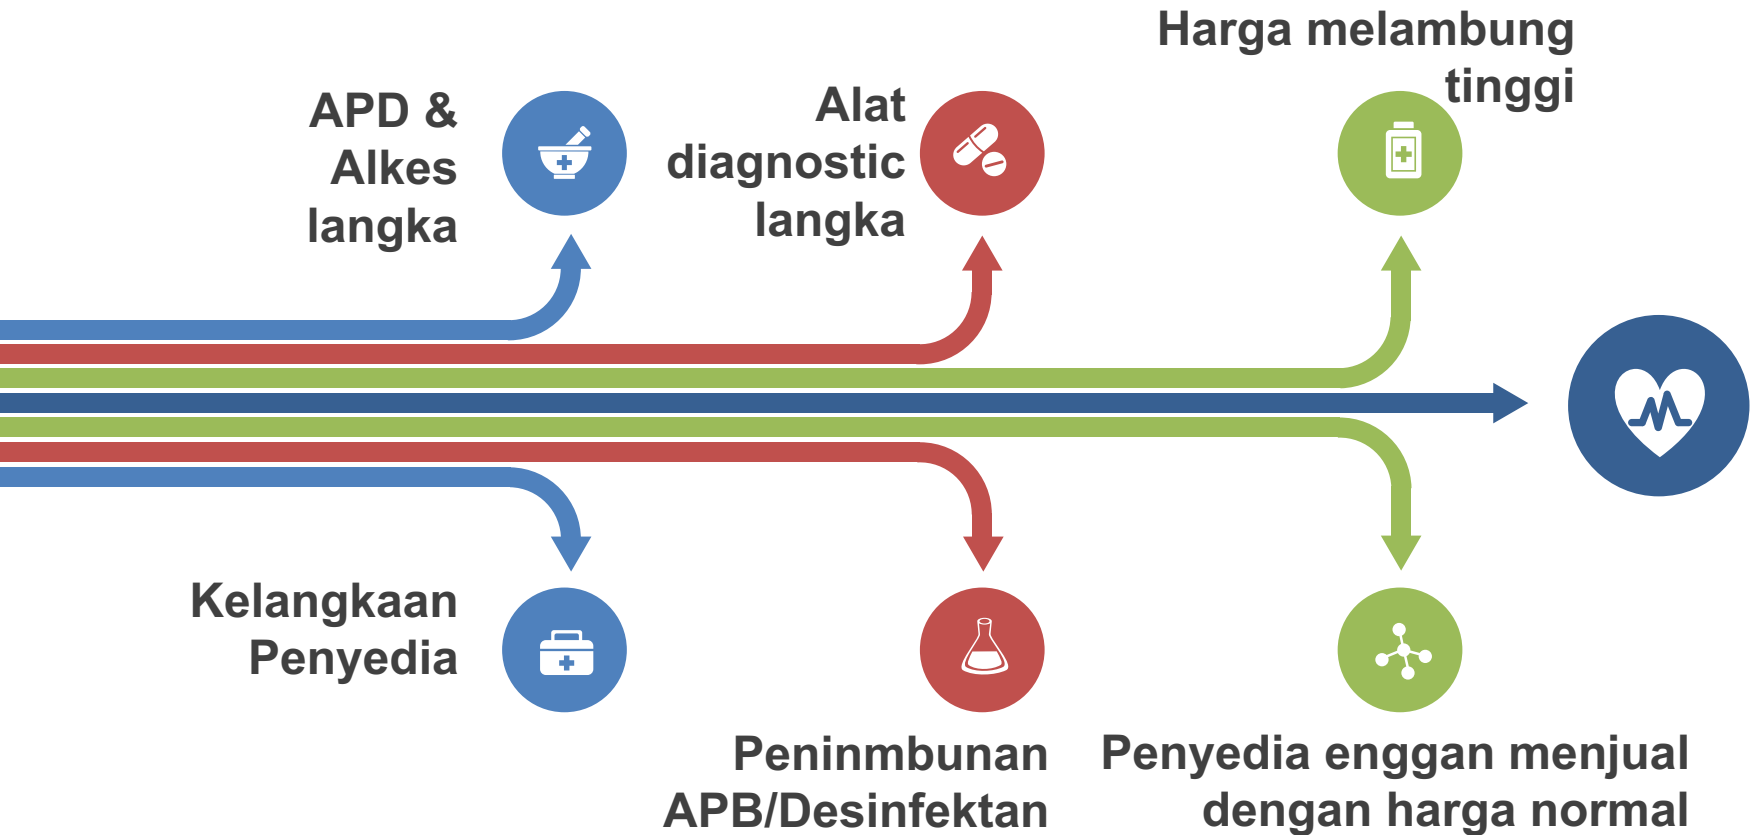 Harga melambung
tinggi
APD &
Alkes
langka
Alat
diagnostic
langka
Kelangkaan
Penyedia
Peninmbunan
APB/Desinfektan
Penyedia enggan menjual
dengan harga normal